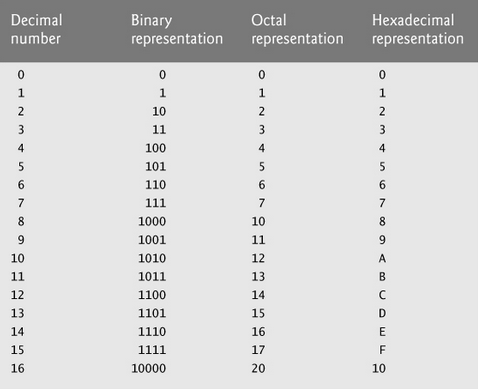 Decimal number Binary representation Octal representation Hexadecimal representation
0 0 0 0
1 1 1 1
2 10 2 2
3 11 3 3
4 100 4 4
5 101 5 5
6 110 6 6
7 111 7 7
8 1000 10 8
9 1001 11 9
10 1010 12 A
11 1011 13 B
12 1100 14 C
13 1101 15 D
14 1110 16 E
15 1111 17 F
16 10000 20 10